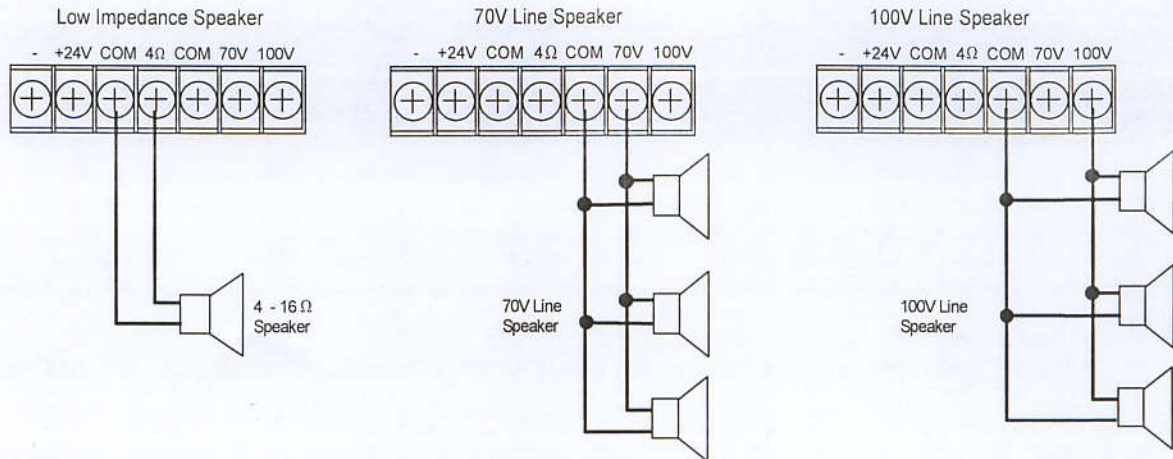 Low Impedance Speaker
- +24V COM 4Ω COM 70V 100V
4 - 16 Ω
Speaker
70V Line Speaker
- +24V COM 4Ω COM 70V 100V
70V Line
Speaker
100V Line Speaker
- +24V COM 4Ω COM 70V 100V
100V Line
Speaker